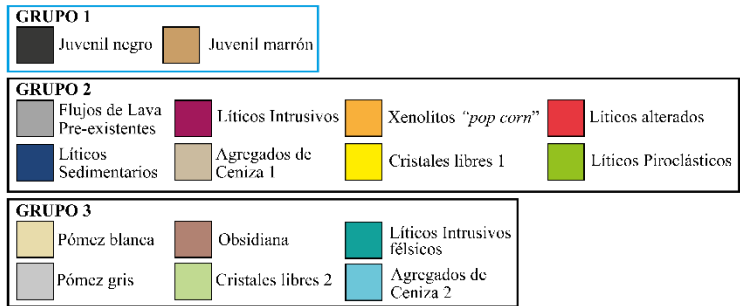 GRUPO 1
Juvenil negro
Juvenil marrón
GRUPO 2
Flujos de Lava
Pre-existentes
Líticos Intrusivos
Xenolitos “pop corn”
Líticos alterados
Líticos
Sedimentarios
Agregados de
Ceniza 1
Cristales libres 1
Líticos Piroclásticos
GRUPO 3
Pómez blanca
Obsidiana
Líticos Intrusivos
félsicos
Pómez gris
Cristales libres 2
Agregados de
Ceniza 2